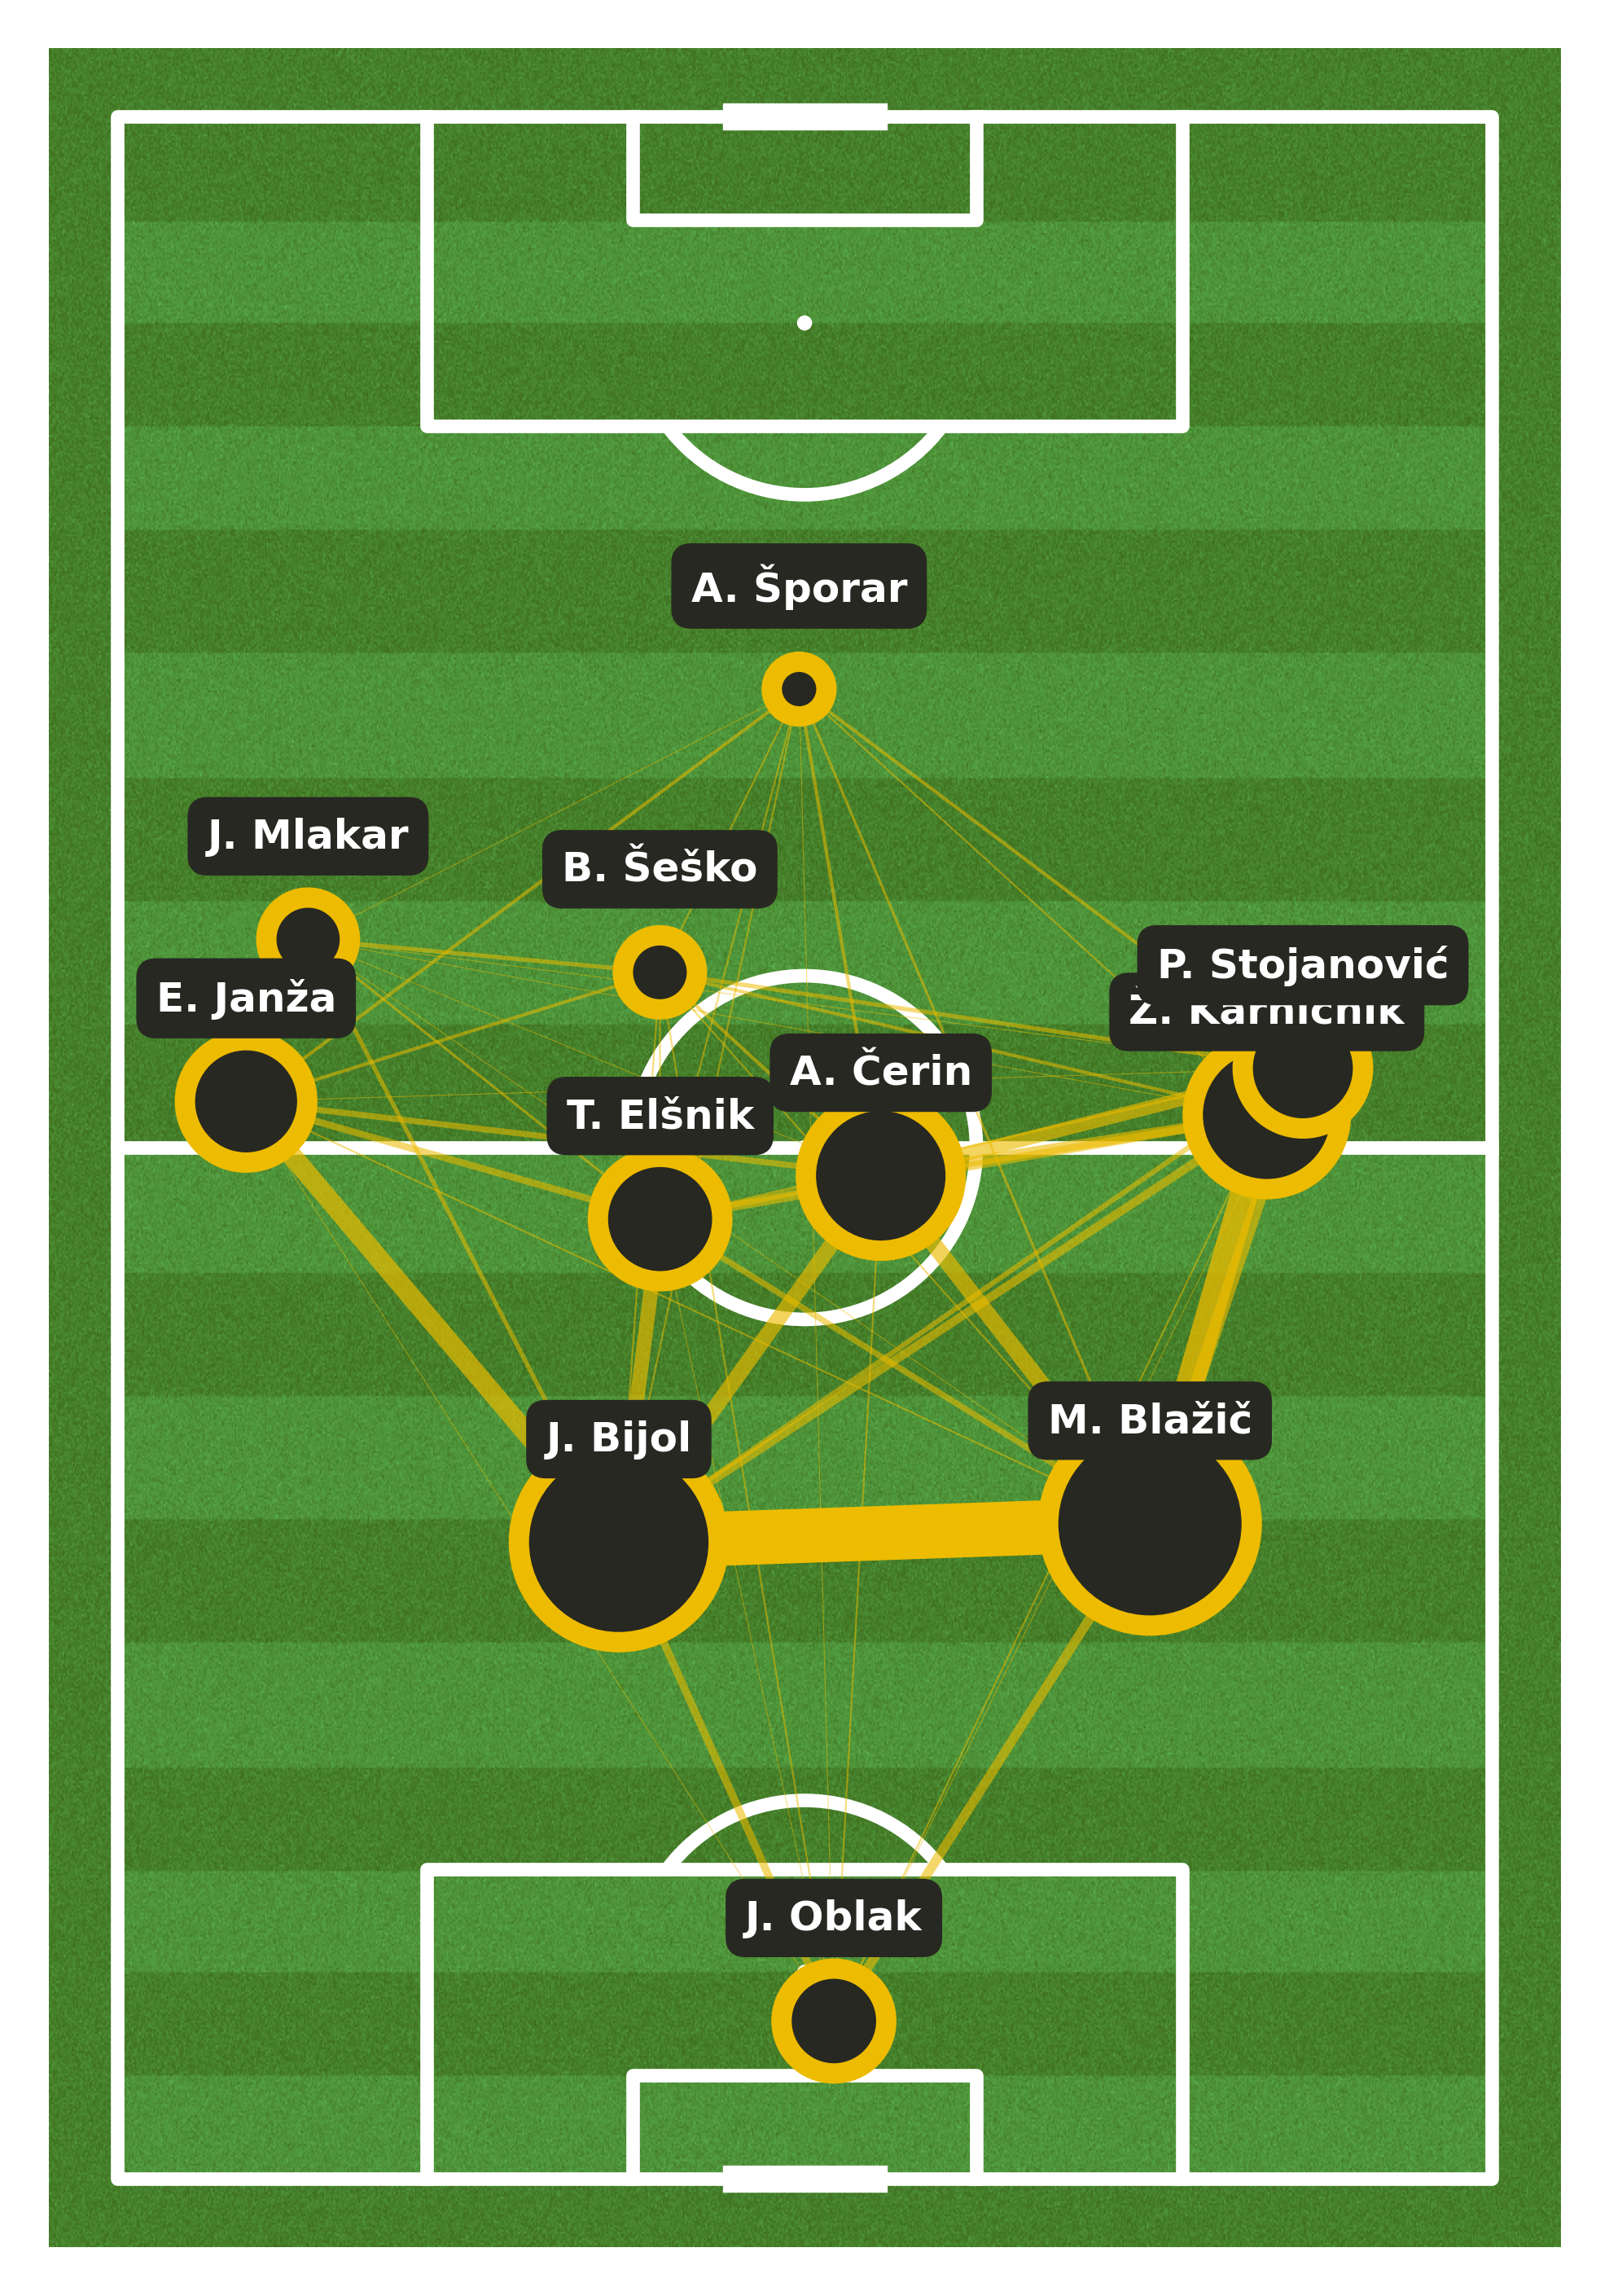 A. Šporar
J. Mlakar
B. Šeško
P. Stojanović
E. Janža
Ž. Karničnik
A. Čerin
T. Elšnik
M. Blažič
J. Bijol
J. Oblak